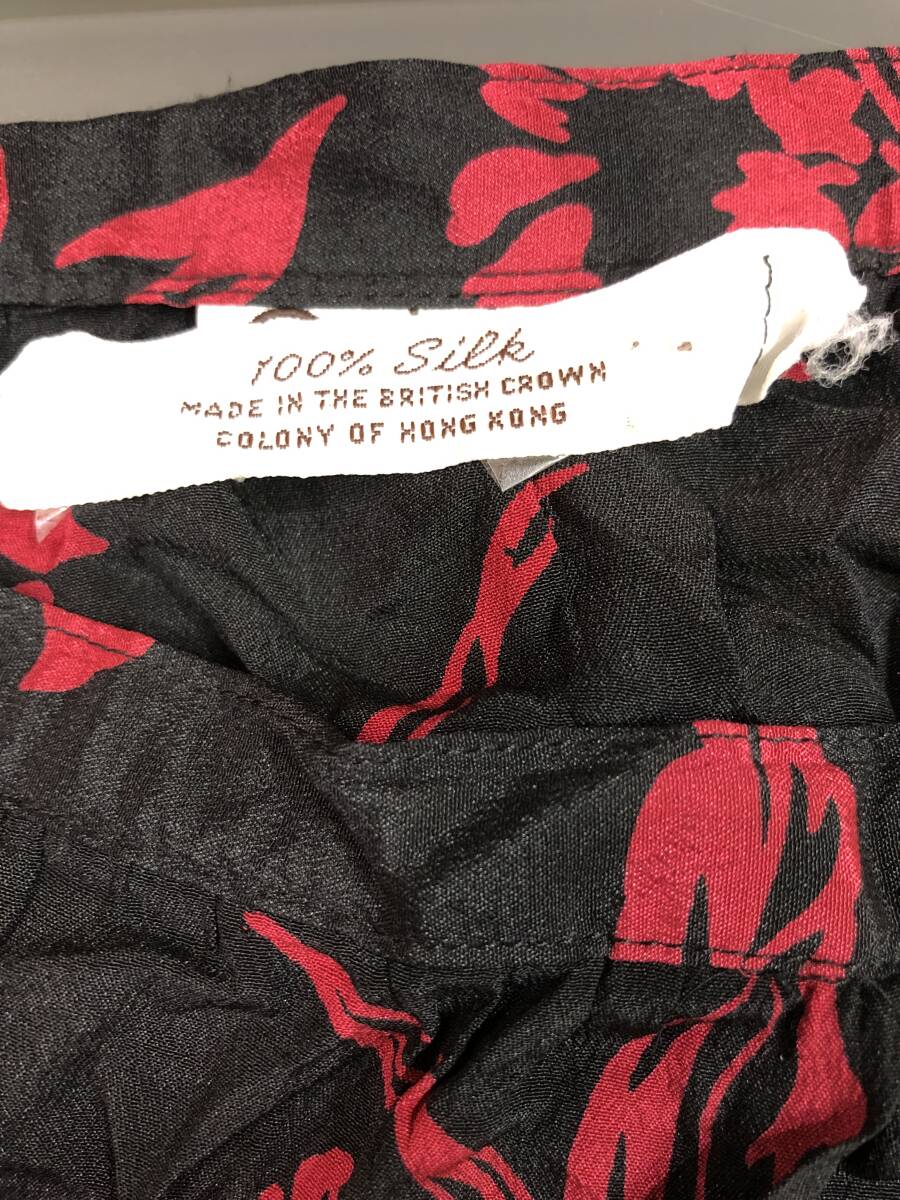 100% Silk
MADE IN THE BRITISH CROWN
COLONY OF HONG KONG